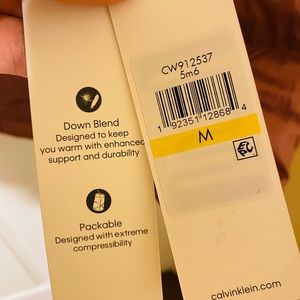 Down Blend
Designed to keep
you warm with enhanced
support and durability
Packable
Designed with extreme
compressibility
CW912537
5m6
1 92351 12868 4
M
calvinklein.com